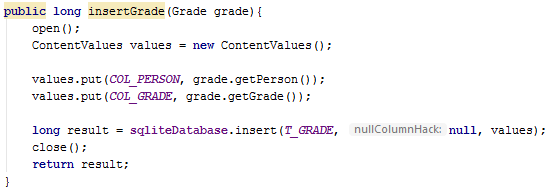 public long insertGrade(Grade grade){
open();
ContentValues values = new ContentValues();
values.put(COL_PERSON, grade.getPerson());
values.put(COL_GRADE, grade.getGrade());
long result = sqliteDatabase.insert(T_GRADE, nullColumnHack: null, values);
close();
return result;
}